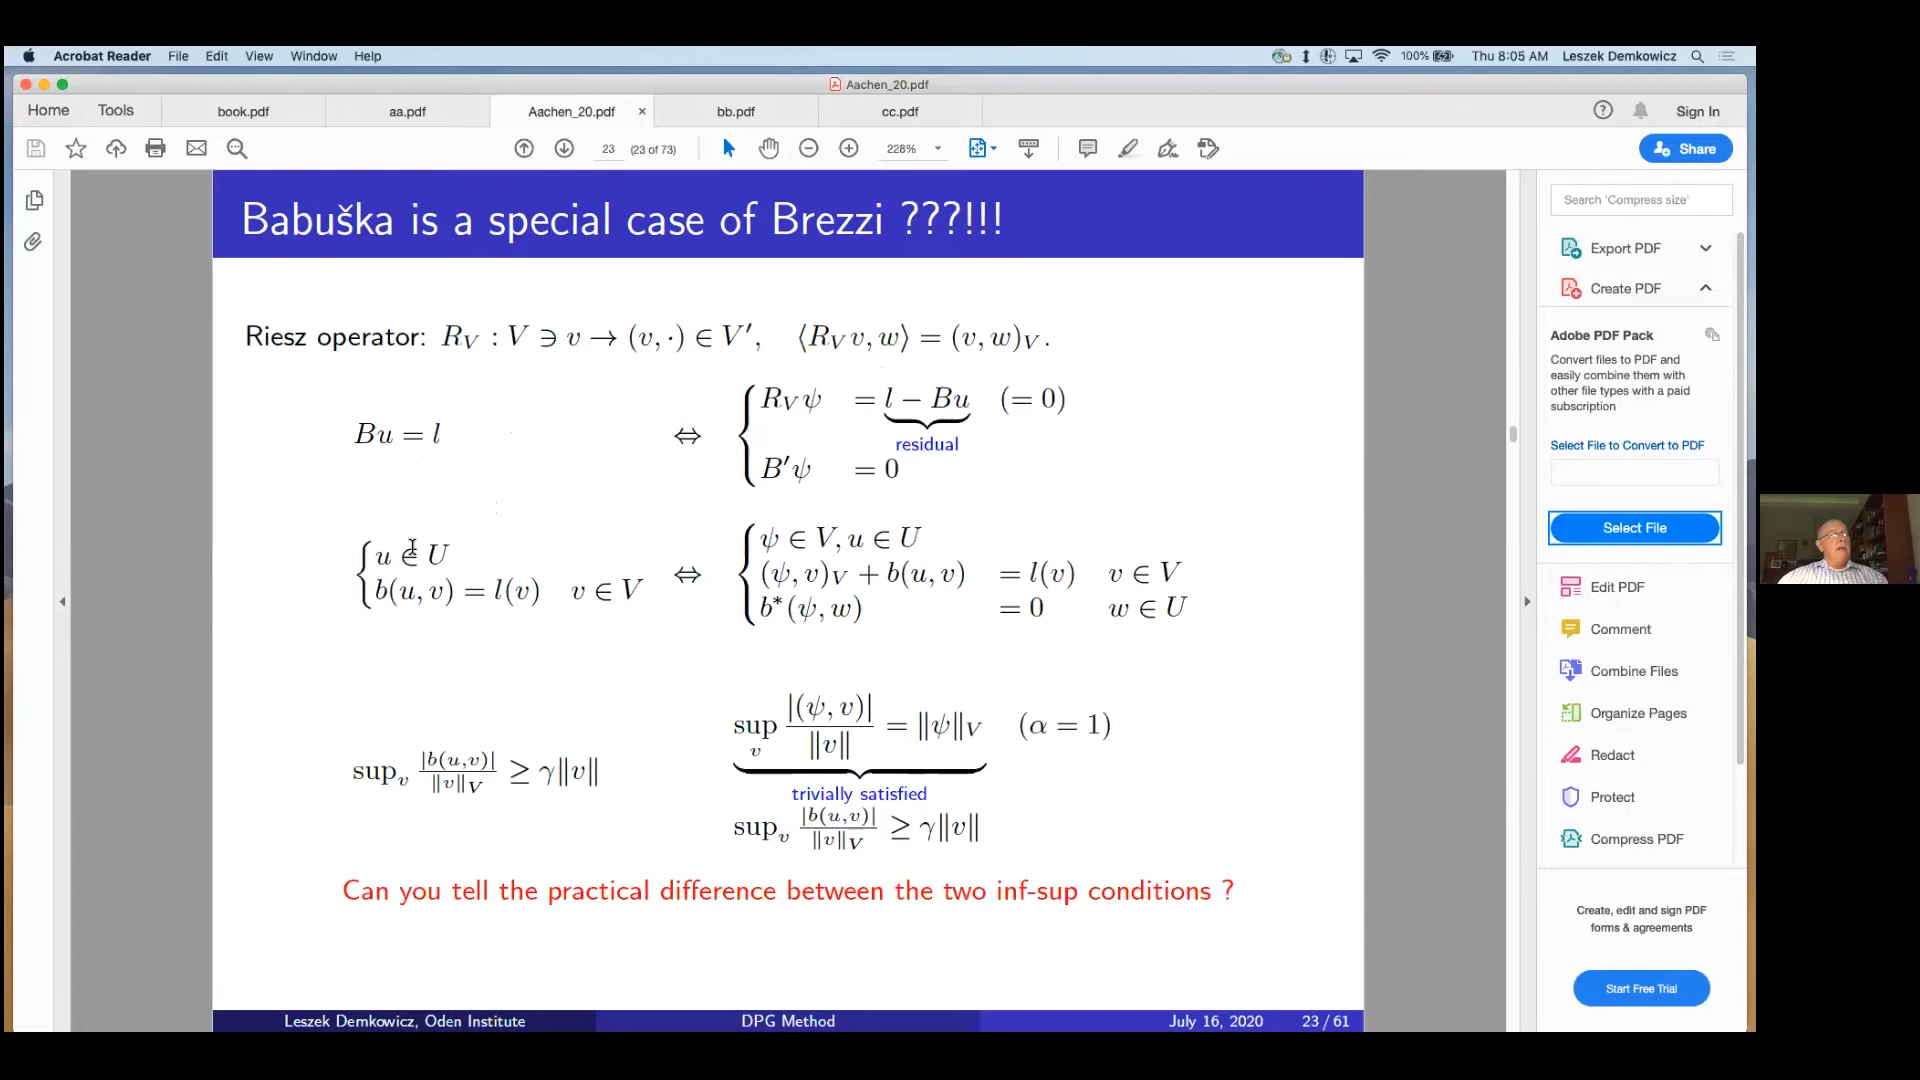 Acrobat Reader File Edit View Window Help 100% Thu 8:05 AM Leszek Demkowicz
Aachen_20.pdf
Home Tools book.pdf aa.pdf Aachen_20.pdf × bb.pdf cc.pdf Sign In
23 (23 of 73) 228% Share
Babuška is a special case of Brezzi ???!!!
Riesz operator: R_V : V ∋ v → (v, ·) ∈ V′, ⟨R_V v, w⟩ = (v, w)_V .
Bu = l ⇔ { R_V ψ = l − Bu (= 0)
residual
B′ψ = 0
{ u ∈ U
b(u, v) = l(v) v ∈ V
⇔ { ψ ∈ V, u ∈ U
(ψ, v)_V + b(u, v) = l(v) v ∈ V
b*(ψ, w) = 0 w ∈ U
sup_v |(ψ, v)| / ‖v‖ = ‖ψ‖_V (α = 1)
trivially satisfied
sup_v |b(u,v)| / ‖v‖_V ≥ γ‖v‖
sup_v |b(u,v)| / ‖v‖_V ≥ γ‖v‖
Can you tell the practical difference between the two inf-sup conditions ?
Leszek Demkowicz, Oden Institute DPG Method July 16, 2020 23 / 61
Search 'Compress size'
Export PDF
Create PDF
Adobe PDF Pack
Convert files to PDF and
easily combine them with
other file types with a paid
subscription
Select File to Convert to PDF
Select File
Edit PDF
Comment
Combine Files
Organize Pages
Redact
Protect
Compress PDF
Create, edit and sign PDF
forms & agreements
Start Free Trial